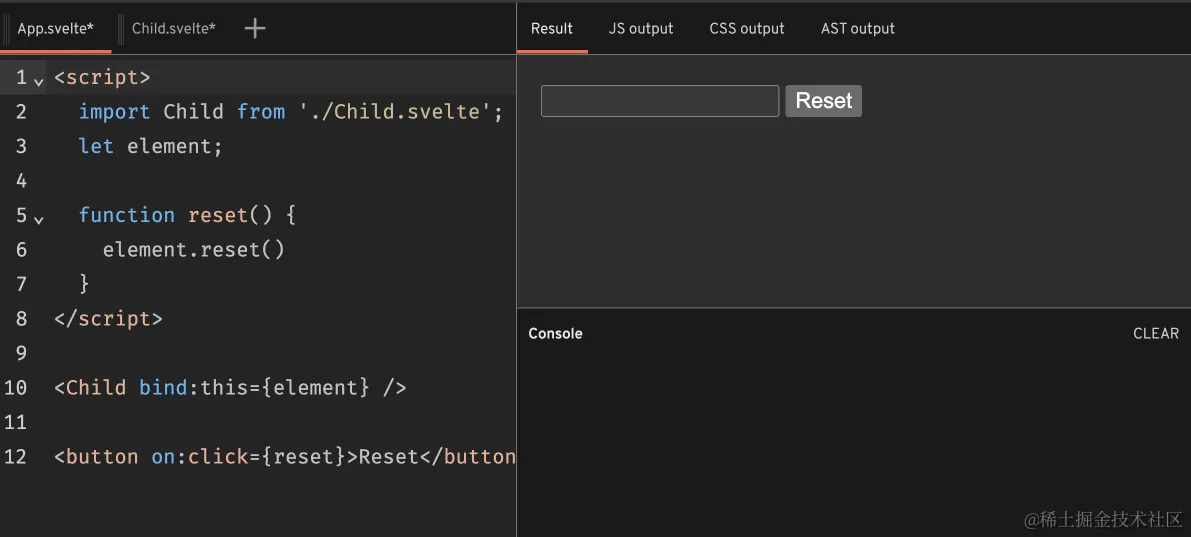 App.svelte* Child.svelte*
1 <script>
2 import Child from './Child.svelte';
3 let element;
4
5 function reset() {
6 element.reset()
7 }
8 </script>
9
10 <Child bind:this={element} />
11
12 <button on:click={reset}>Reset</button
Result JS output CSS output AST output
Reset
Console CLEAR
@稀土掘金技术社区